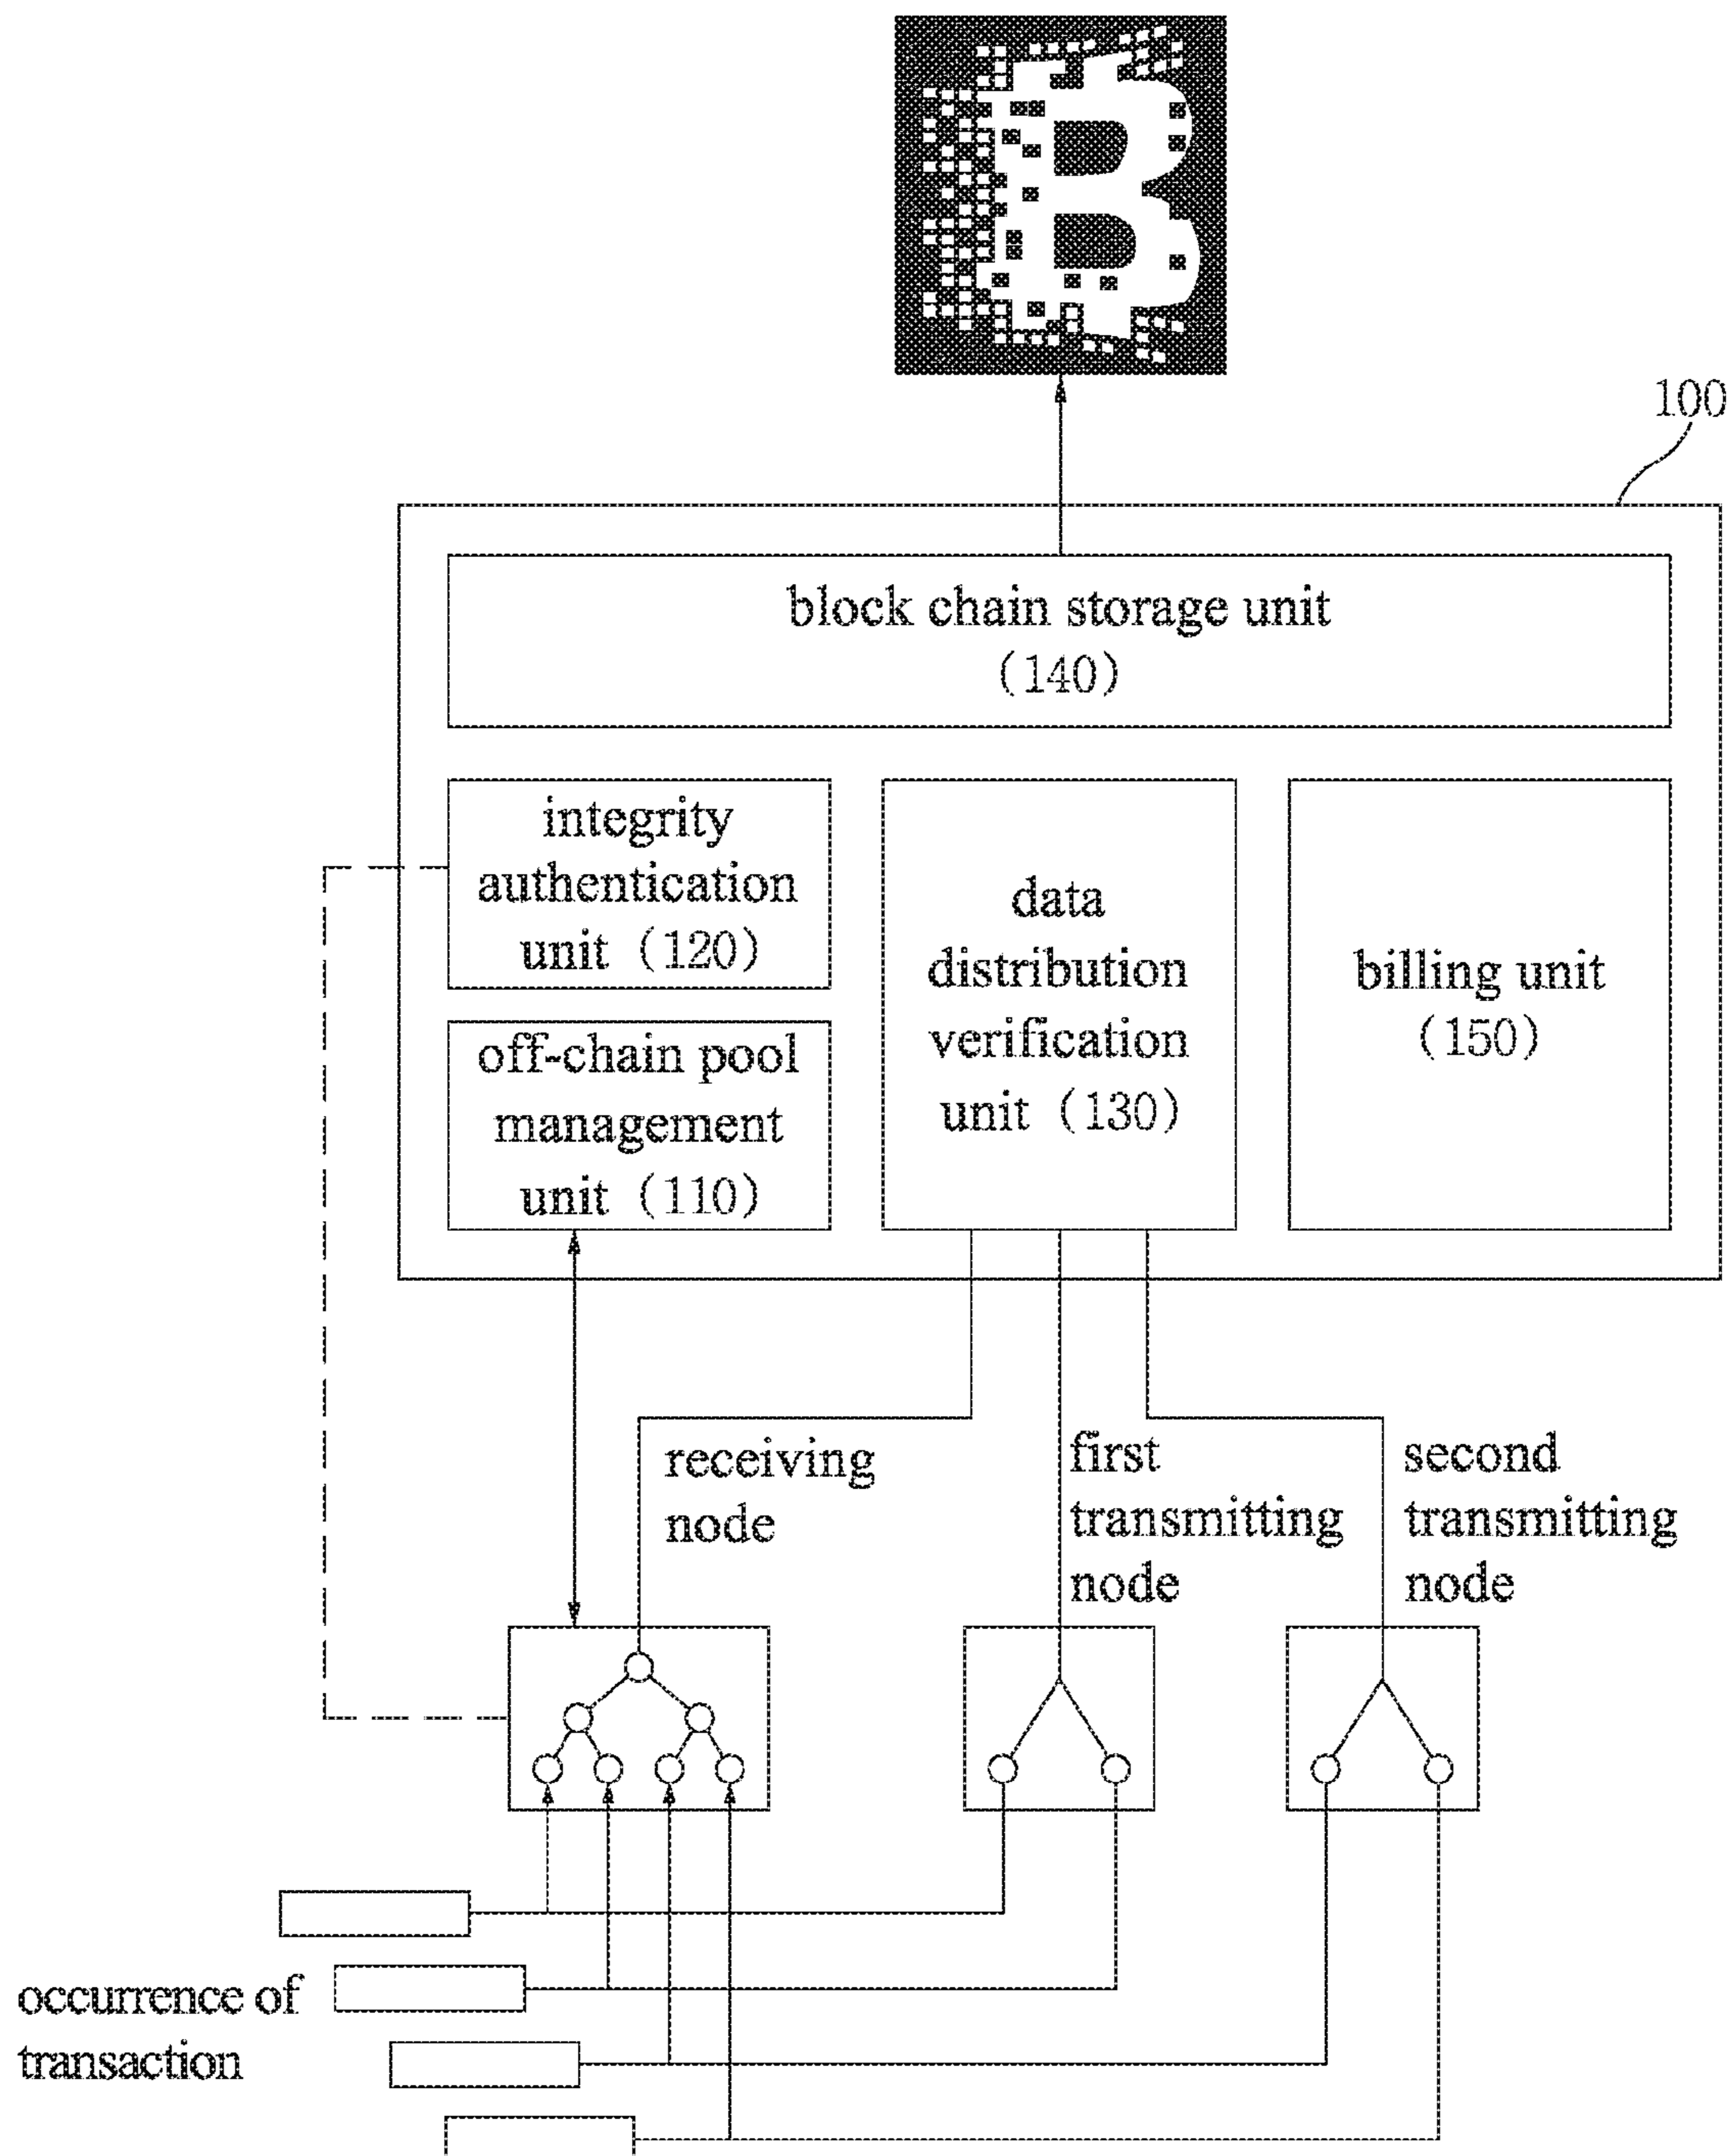 100
block chain storage unit
(140)
integrity
authentication
unit (120)
off-chain pool
management
unit (110)
data
distribution
verification
unit (130)
billing unit
(150)
receiving
node
first
transmitting
node
second
transmitting
node
occurrence of
transaction